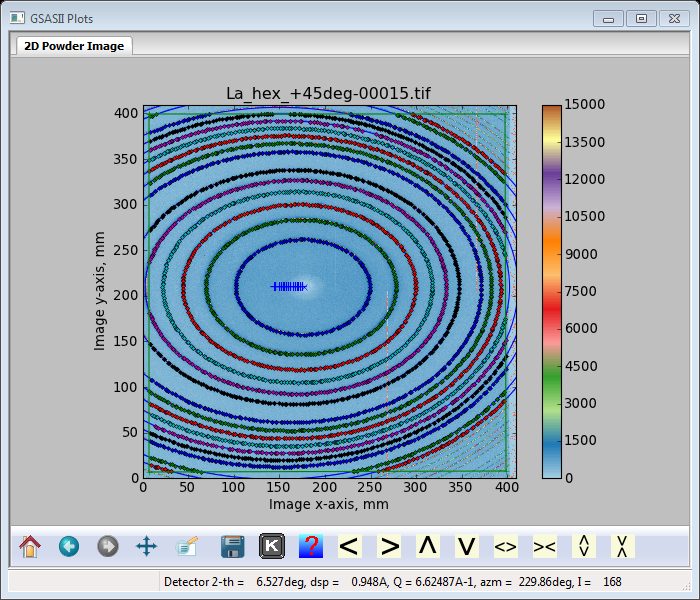 GSASII Plots
2D Powder Image
La_hex_+45deg-00015.tif
Image y-axis, mm
400
350
300
250
200
150
100
50
0
0 50 100 150 200 250 300 350 400
Image x-axis, mm
15000
13500
12000
10500
9000
7500
6000
4500
3000
1500
0
K ? < > Λ V <> ><
Detector 2-th = 6.527deg, dsp = 0.948A, Q = 6.62487A-1, azm = 229.86deg, I = 168